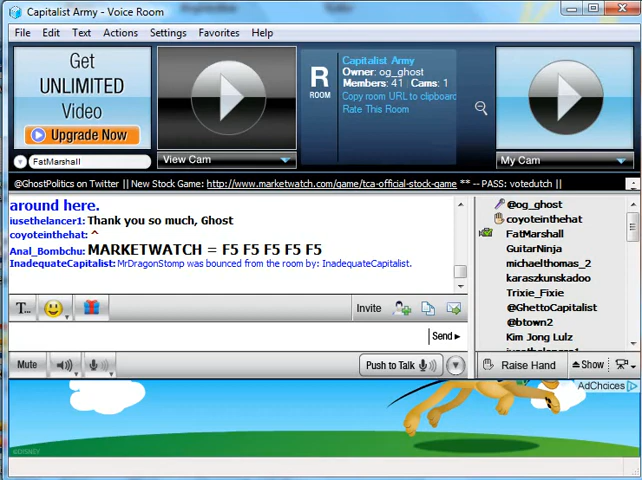 Capitalist Army - Voice Room
File Edit Text Actions Settings Favorites Help
Get
UNLIMITED
Video
Upgrade Now
FatMarshall
View Cam
R
ROOM
Capitalist Army
Owner: og_ghost
Members: 41 Cams: 1
Copy room URL to clipboarc
Rate This Room
My Cam
@GhostPolitics on Twitter || New Stock Game: http://www.marketwatch.com/game/tca-official-stock-game ** -- PASS: votedutch ||
around here.
iusethelancer1: Thank you so much, Ghost
coyoteinthehat: ^
Anal_Bombchu: MARKETWATCH = F5 F5 F5 F5 F5
InadequateCapitalist: MrDragonStomp was bounced from the room by: InadequateCapitalist.
@og_ghost
coyoteinthehat
FatMarshall
GuitarNinja
michaelthomas_2
karaszkunskadoo
Trixie_Fixie
@GhettoCapitalist
@btown2
Kim Jong Lulz
iusethelancer1
T...
Invite
Send
Mute
Push to Talk
Raise Hand
Show
AdChoices
©DISNEY